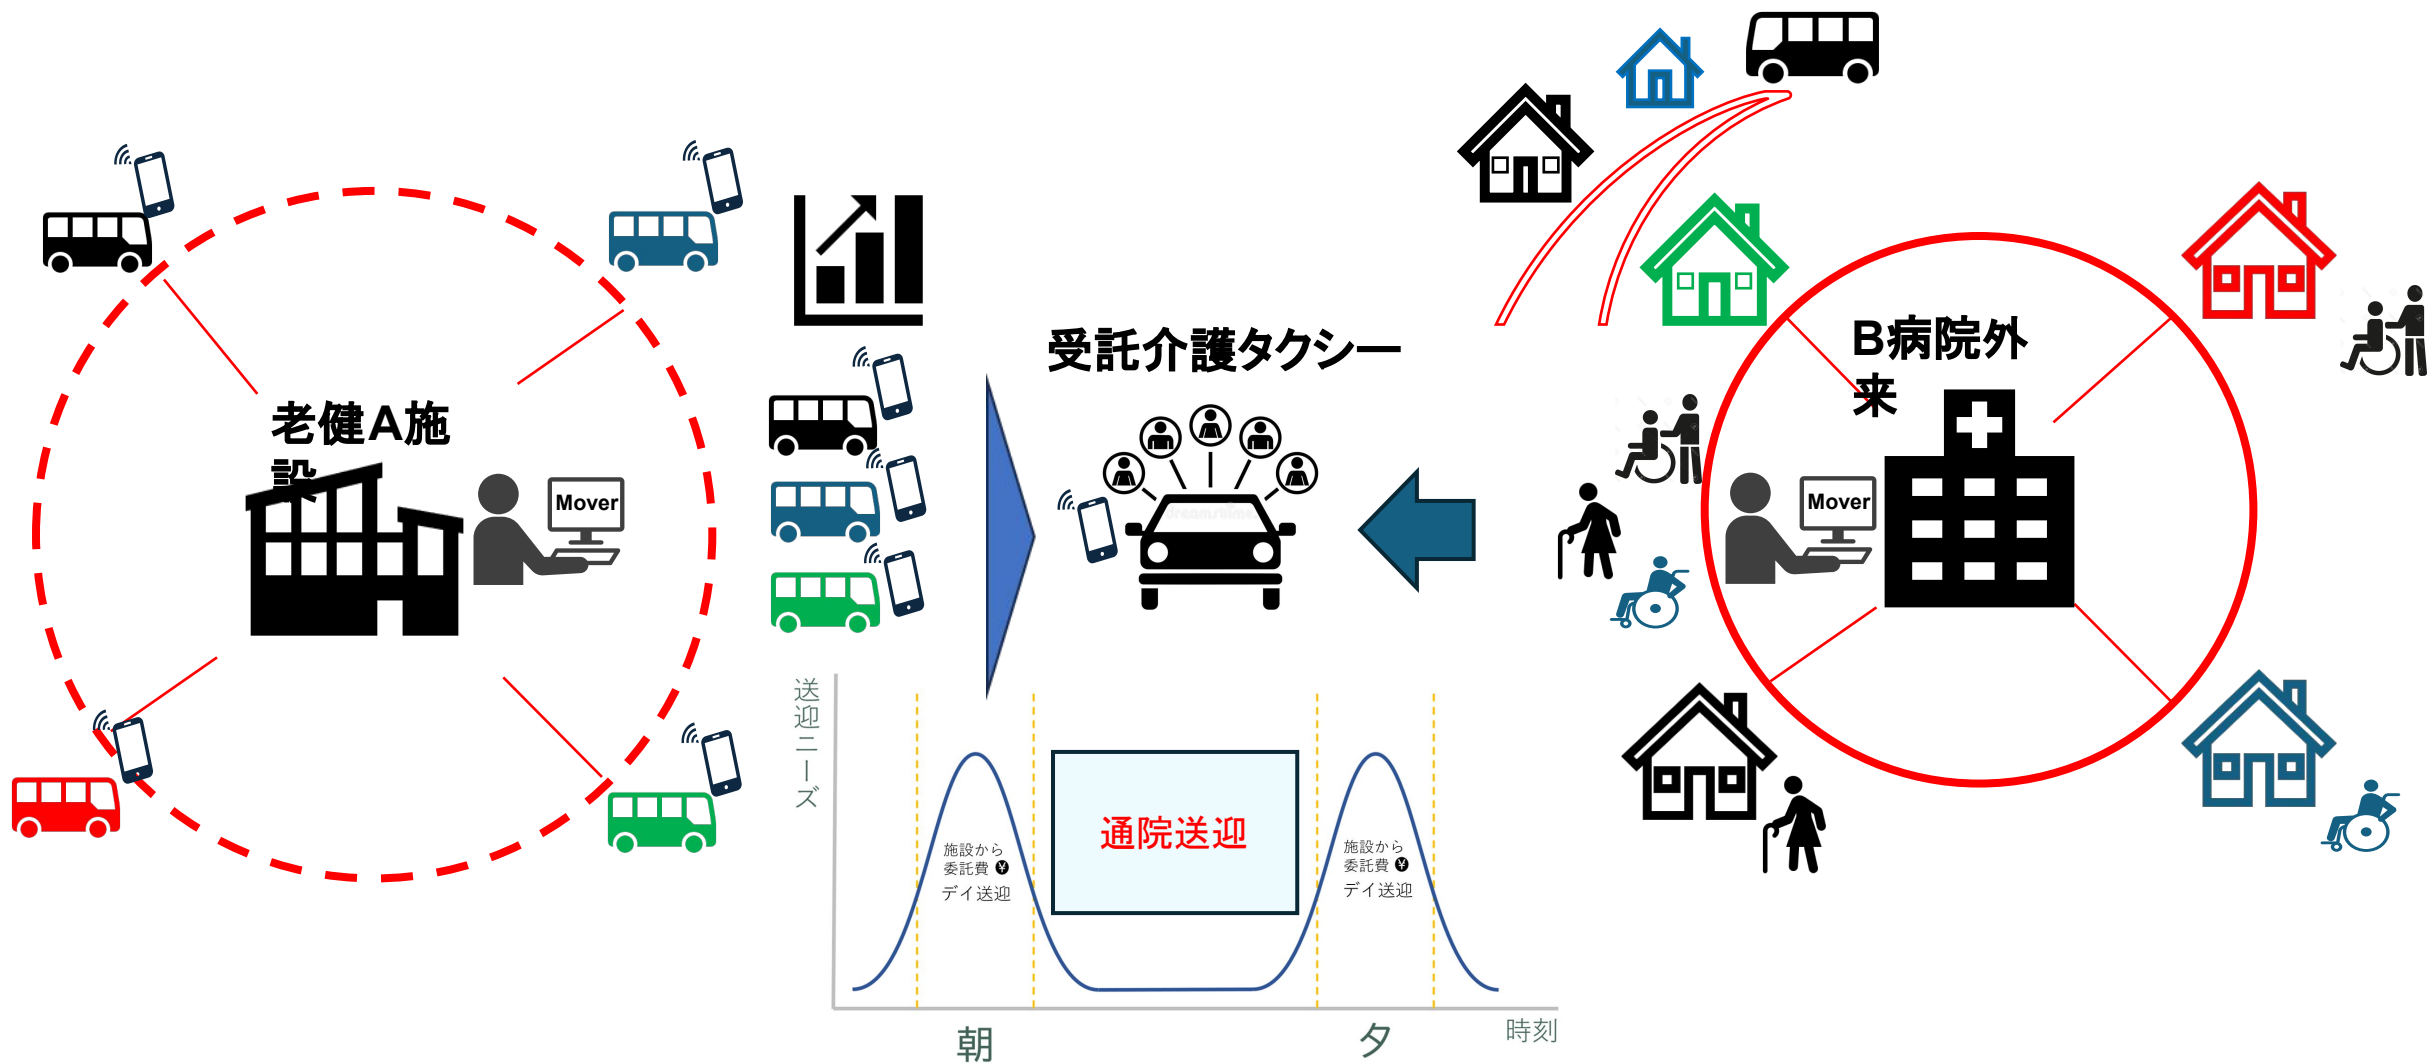 老健A施
設
Mover
受託介護タクシー
dreamstime
B病院外
来
Mover
送迎ニーズ
施設から
委託費 ¥
デイ送迎
通院送迎
施設から
委託費 ¥
デイ送迎
朝
夕
時刻